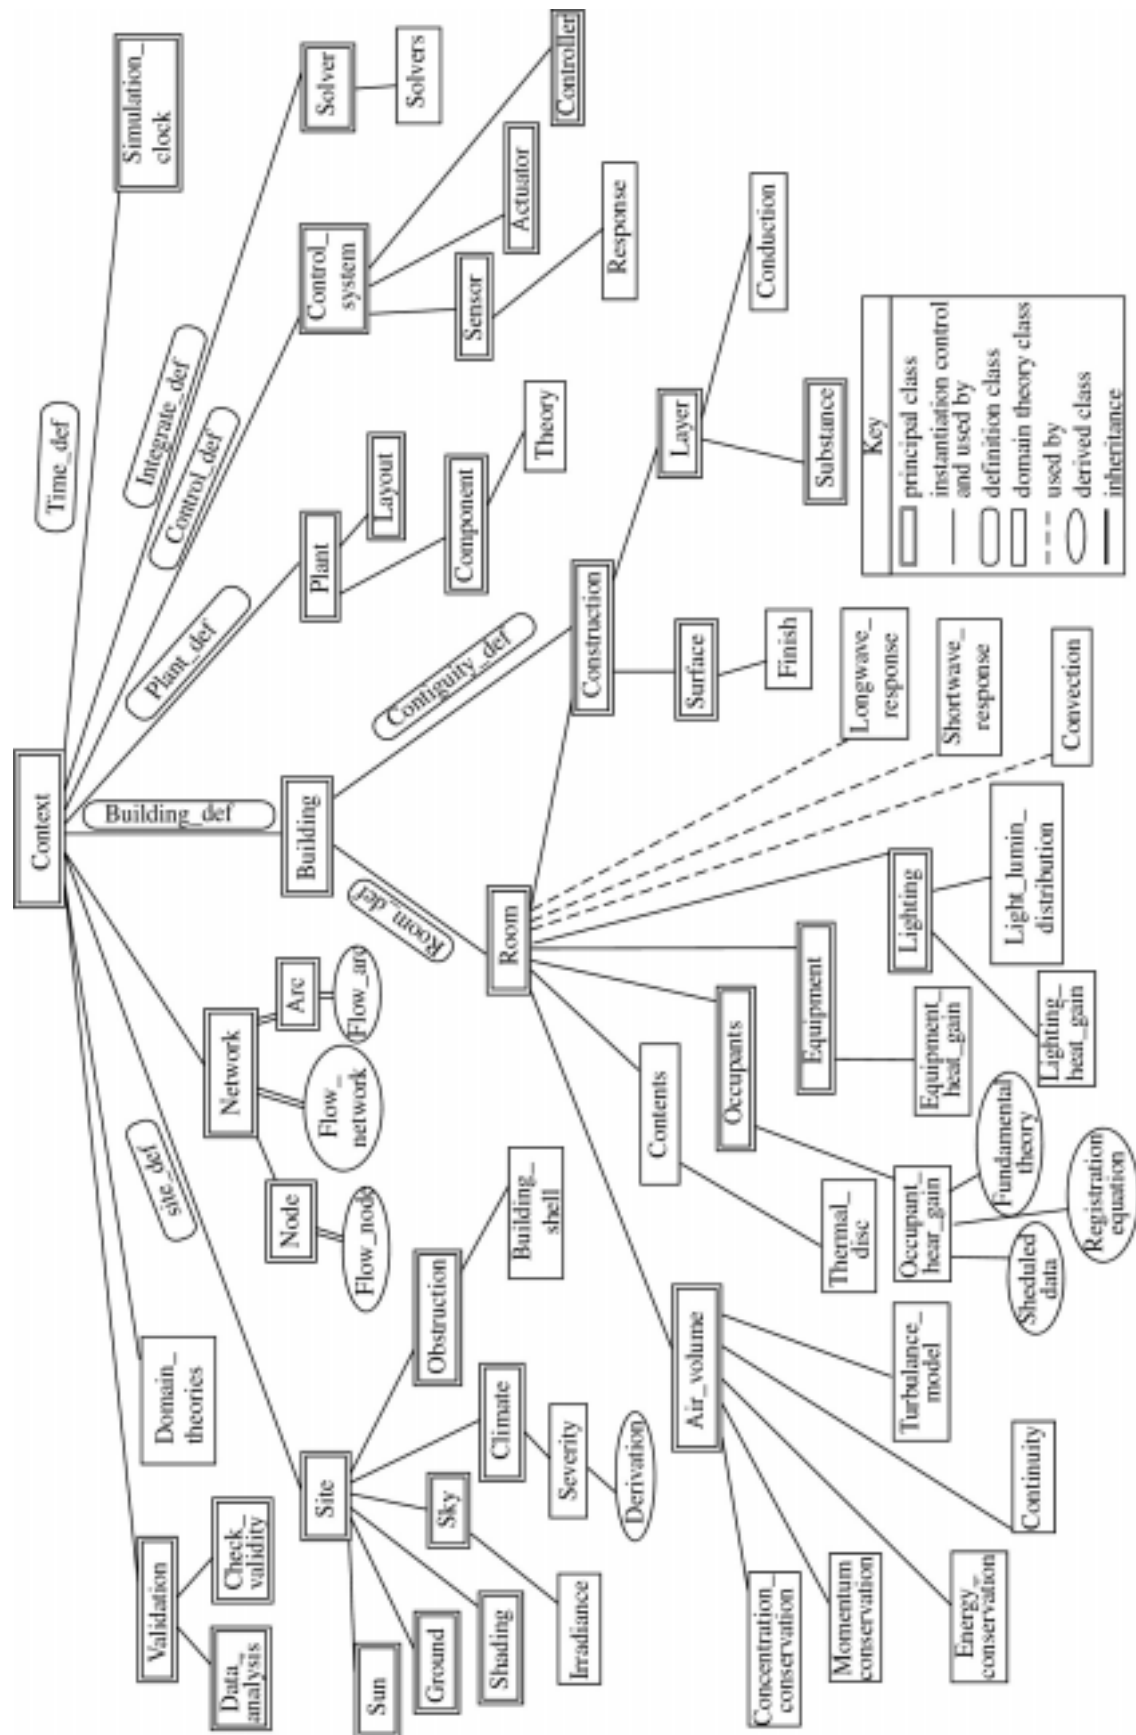 Context
Time_def
Integrate_def
Control_def
Plant_def
Building_def
site_def
Simulation_
clock
Solver
Solvers
Control_
system
Controller
Actuator
Sensor
Response
Plant
Layout
Component
Theory
Building
Contiguity_def
Room_def
Network
Arc
Flow_arc
Flow_
network
Node
Flow_node
Domain_
theories
Validation
Check_
validity
Data_
analysis
Site
Obstruction
Building_
shell
Climate
Severity
Derivation
Sky
Irradiance
Shading
Ground
Sun
Room
Construction
Layer
Conduction
Substance
Surface
Finish
Longwave_
response
Shortwave_
response
Convection
Lighting
Light_lumin_
distribution
Lighting_
heat_gain
Equipment
Equipment_
heat_gain
Occupants
Occupant_
hear_gain
Fundamental
theory
Registration
equation
Sheduled
data
Contents
Thermal_
disc
Air_volume
Turbulance_
model
Continuity
Energy_
conservation
Momentum
conservation
Concentration_
conservation
Key
principal class
instantiation control
and used by
definition class
domain theory class
used by
derived class
inheritance